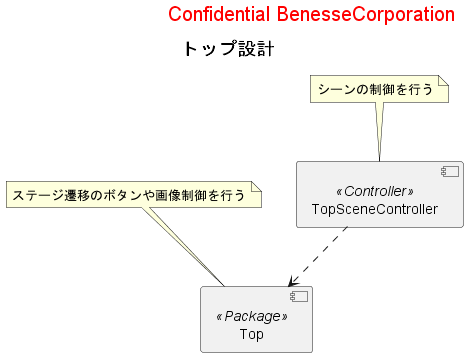 Confidential BenesseCorporation
トップ設計
シーンの制御を行う
«Controller»
TopSceneController
ステージ遷移のボタンや画像制御を行う
«Package»
Top